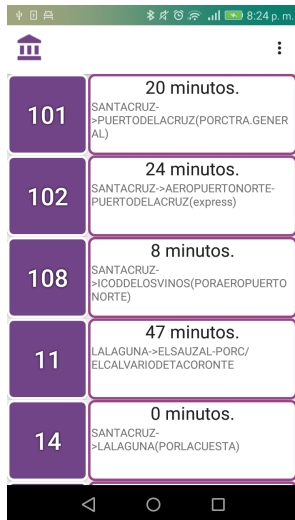 8:24 p. m.
101
20 minutos.
SANTACRUZ-
>PUERTODELACRUZ(PORCTRA.GENER
AL)
102
24 minutos.
SANTACRUZ->AEROPUERTONORTE-
PUERTODELACRUZ(express)
108
8 minutos.
SANTACRUZ-
>ICODDELOSVINOS(PORAEROPUERTO
NORTE)
11
47 minutos.
LALAGUNA->ELSAUZAL-PORC/
ELCALVARIODETACORONTE
14
0 minutos.
SANTACRUZ-
>LALAGUNA(PORLACUESTA)